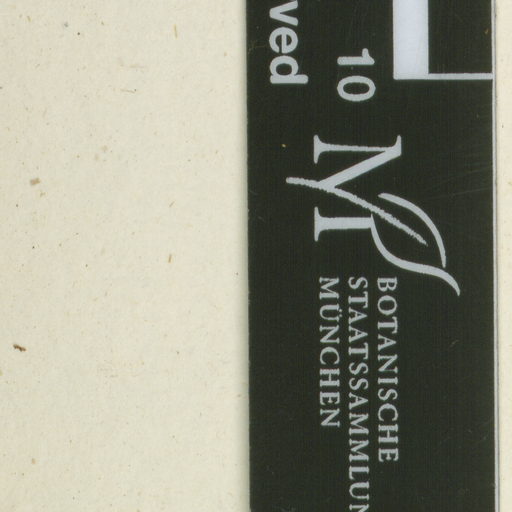 ved
10
M
BOTANISCHE
STAATSSAMMLUN
MÜNCHEN